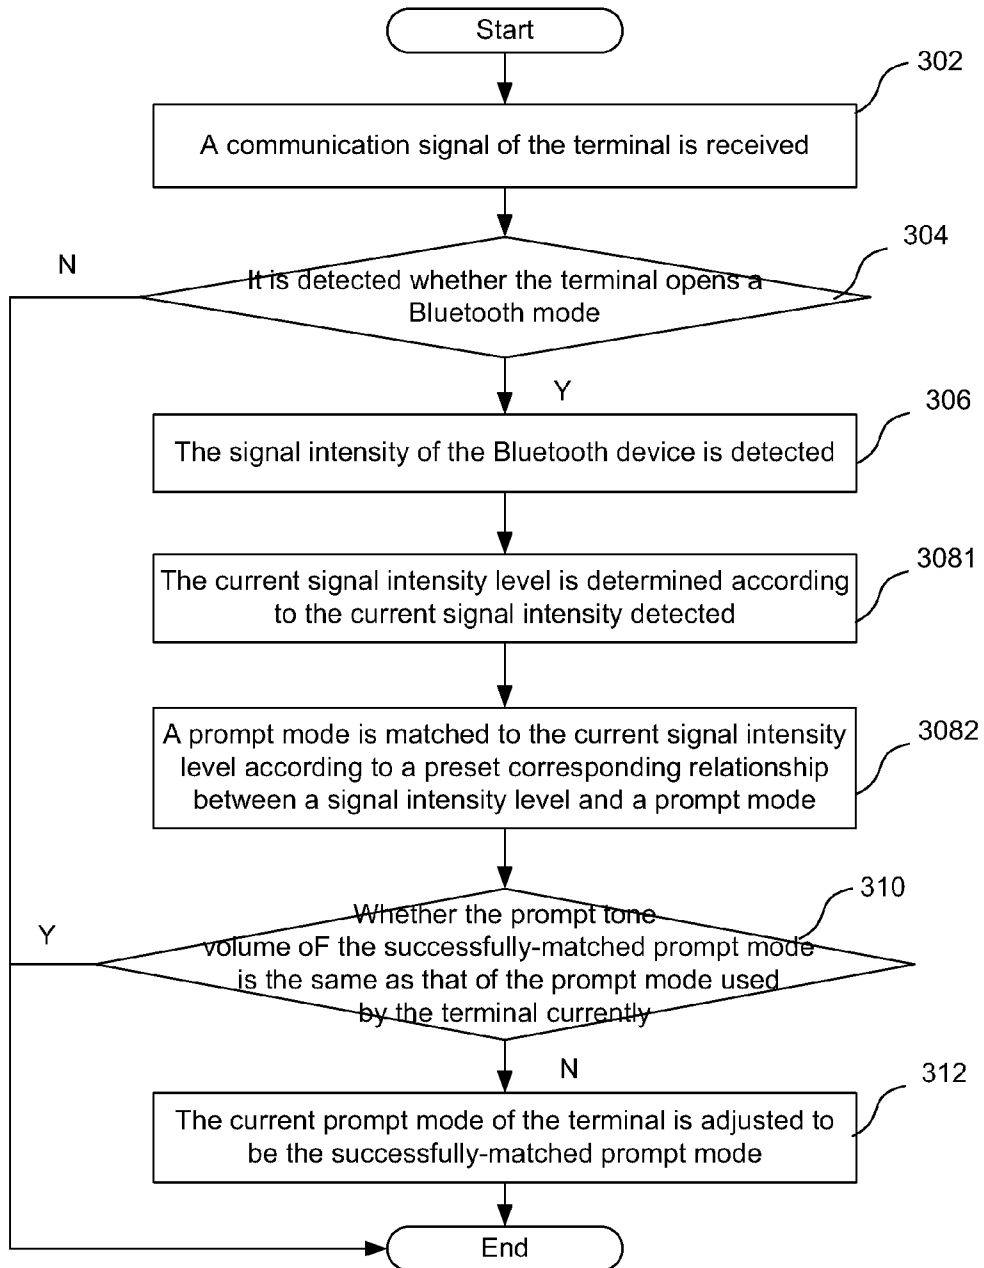 Start
302
A communication signal of the terminal is received
304
N
It is detected whether the terminal opens a
Bluetooth mode
Y
306
The signal intensity of the Bluetooth device is detected
3081
The current signal intensity level is determined according
to the current signal intensity detected
3082
A prompt mode is matched to the current signal intensity
level according to a preset corresponding relationship
between a signal intensity level and a prompt mode
310
Whether the prompt tone
Y
volume oF the successfully-matched prompt mode
is the same as that of the prompt mode used
by the terminal currently
N
312
The current prompt mode of the terminal is adjusted to
be the successfully-matched prompt mode
End